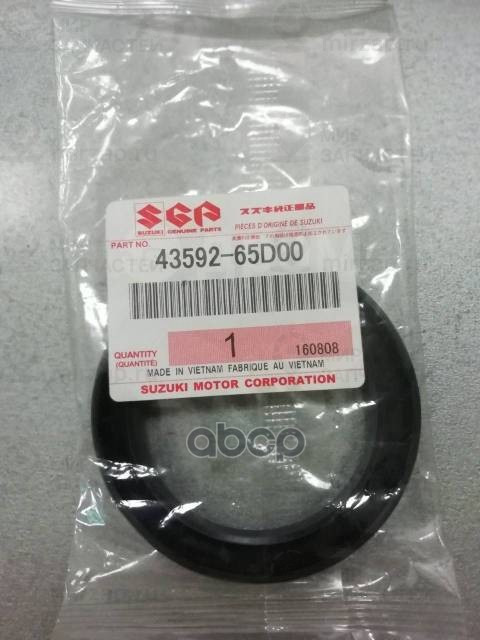 SGP
SUZUKI GENUINE PARTS
スズキ純正部品
PIÈCES D'ORIGINE DE SUZUKI
PART NO.
43592-65D00
QUANTITY
(QUANTITÉ)
1
160808
MADE IN VIETNAM FABRIQUE AU VIETNAM
SUZUKI MOTOR CORPORATION
abcp